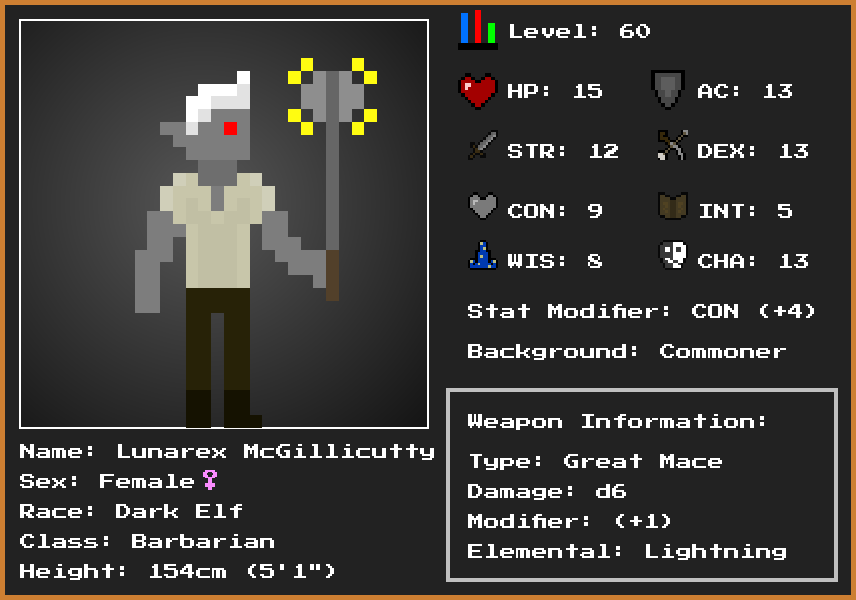 Level: 60
HP: 15
AC: 13
STR: 12
DEX: 13
CON: 9
INT: 5
WIS: 8
CHA: 13
Stat Modifier: CON (+4)
Background: Commoner
Weapon Information:
Type: Great Mace
Damage: d6
Modifier: (+1)
Elemental: Lightning
Name: Lunarex McGillicutty
Sex: Female♀
Race: Dark Elf
Class: Barbarian
Height: 154cm (5'1")